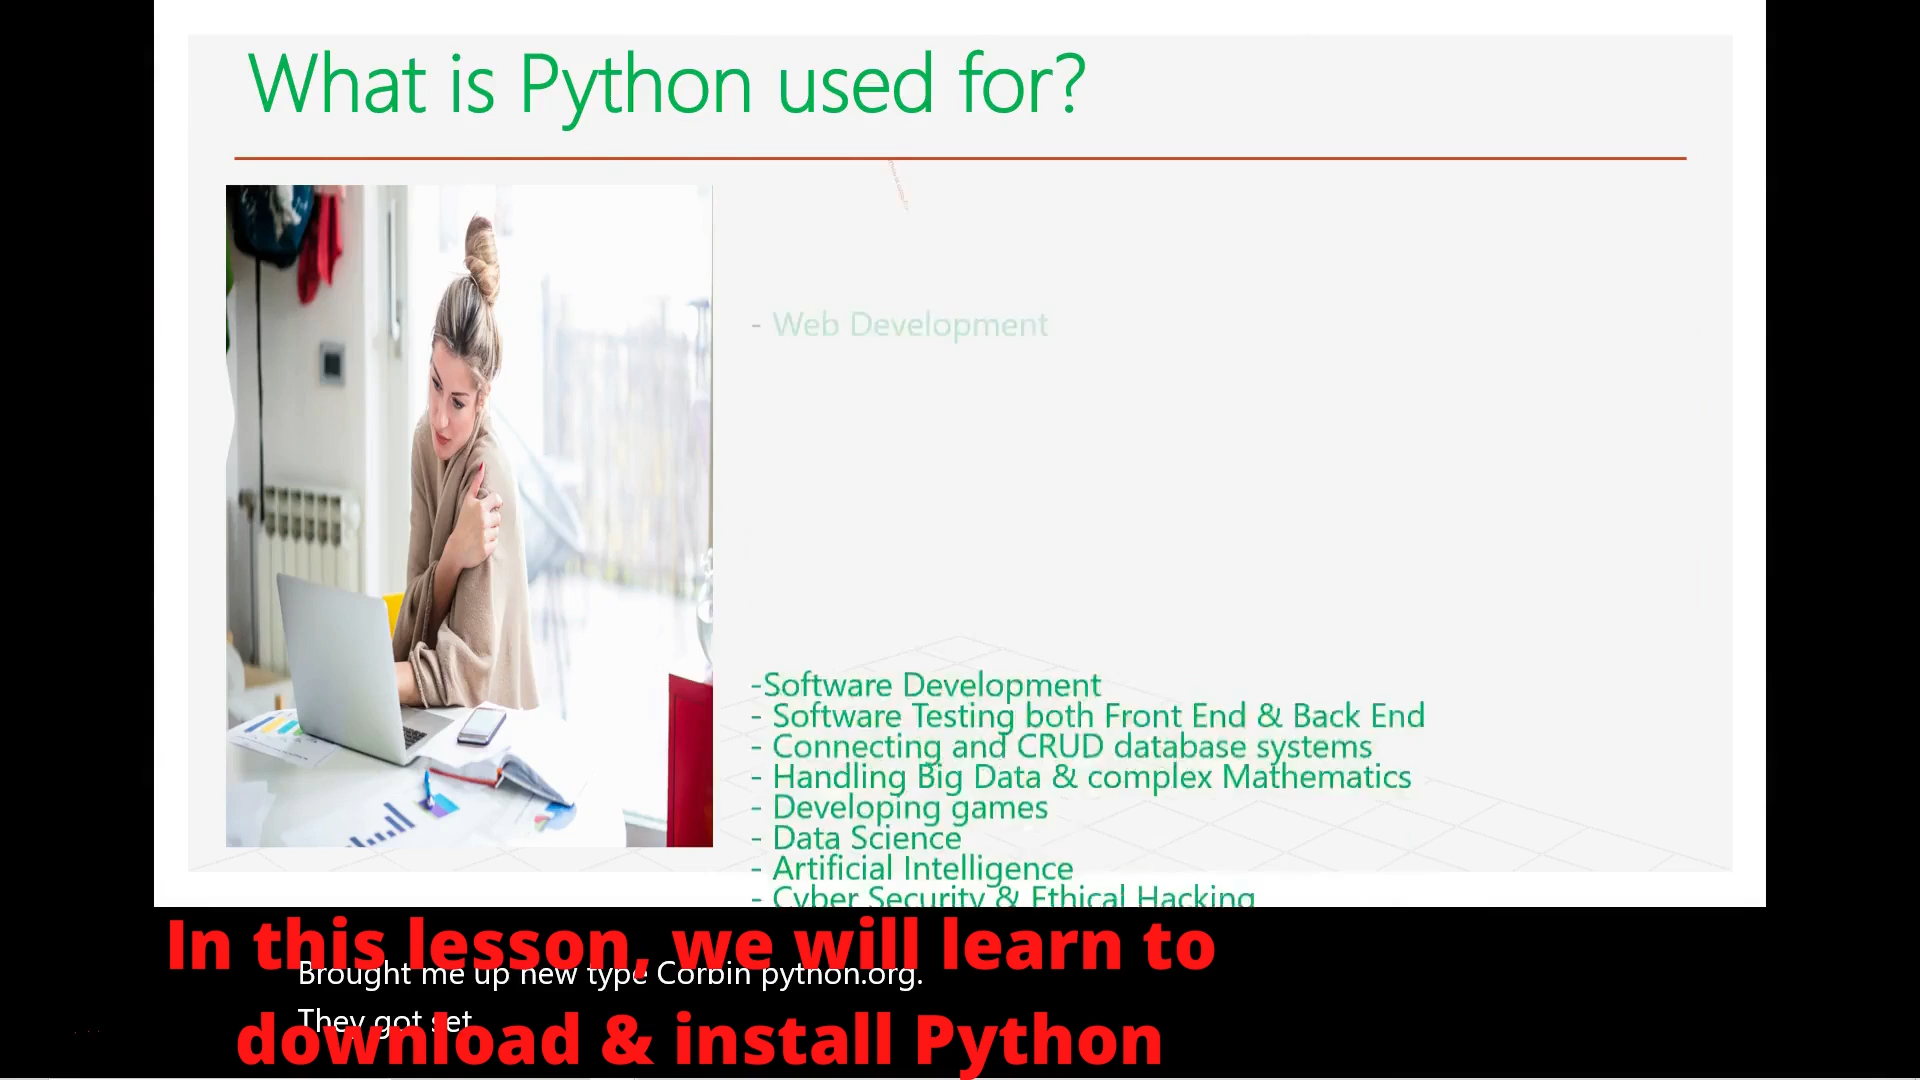 What is Python used for?
- Web Development
-Software Development
- Software Testing both Front End & Back End
- Connecting and CRUD database systems
- Handling Big Data & complex Mathematics
- Developing games
- Data Science
- Artificial Intelligence
- Cyber Security & Ethical Hacking
In this lesson, we will learn to
Brought me up new type Corbin python.org.
They got set
download & install Python